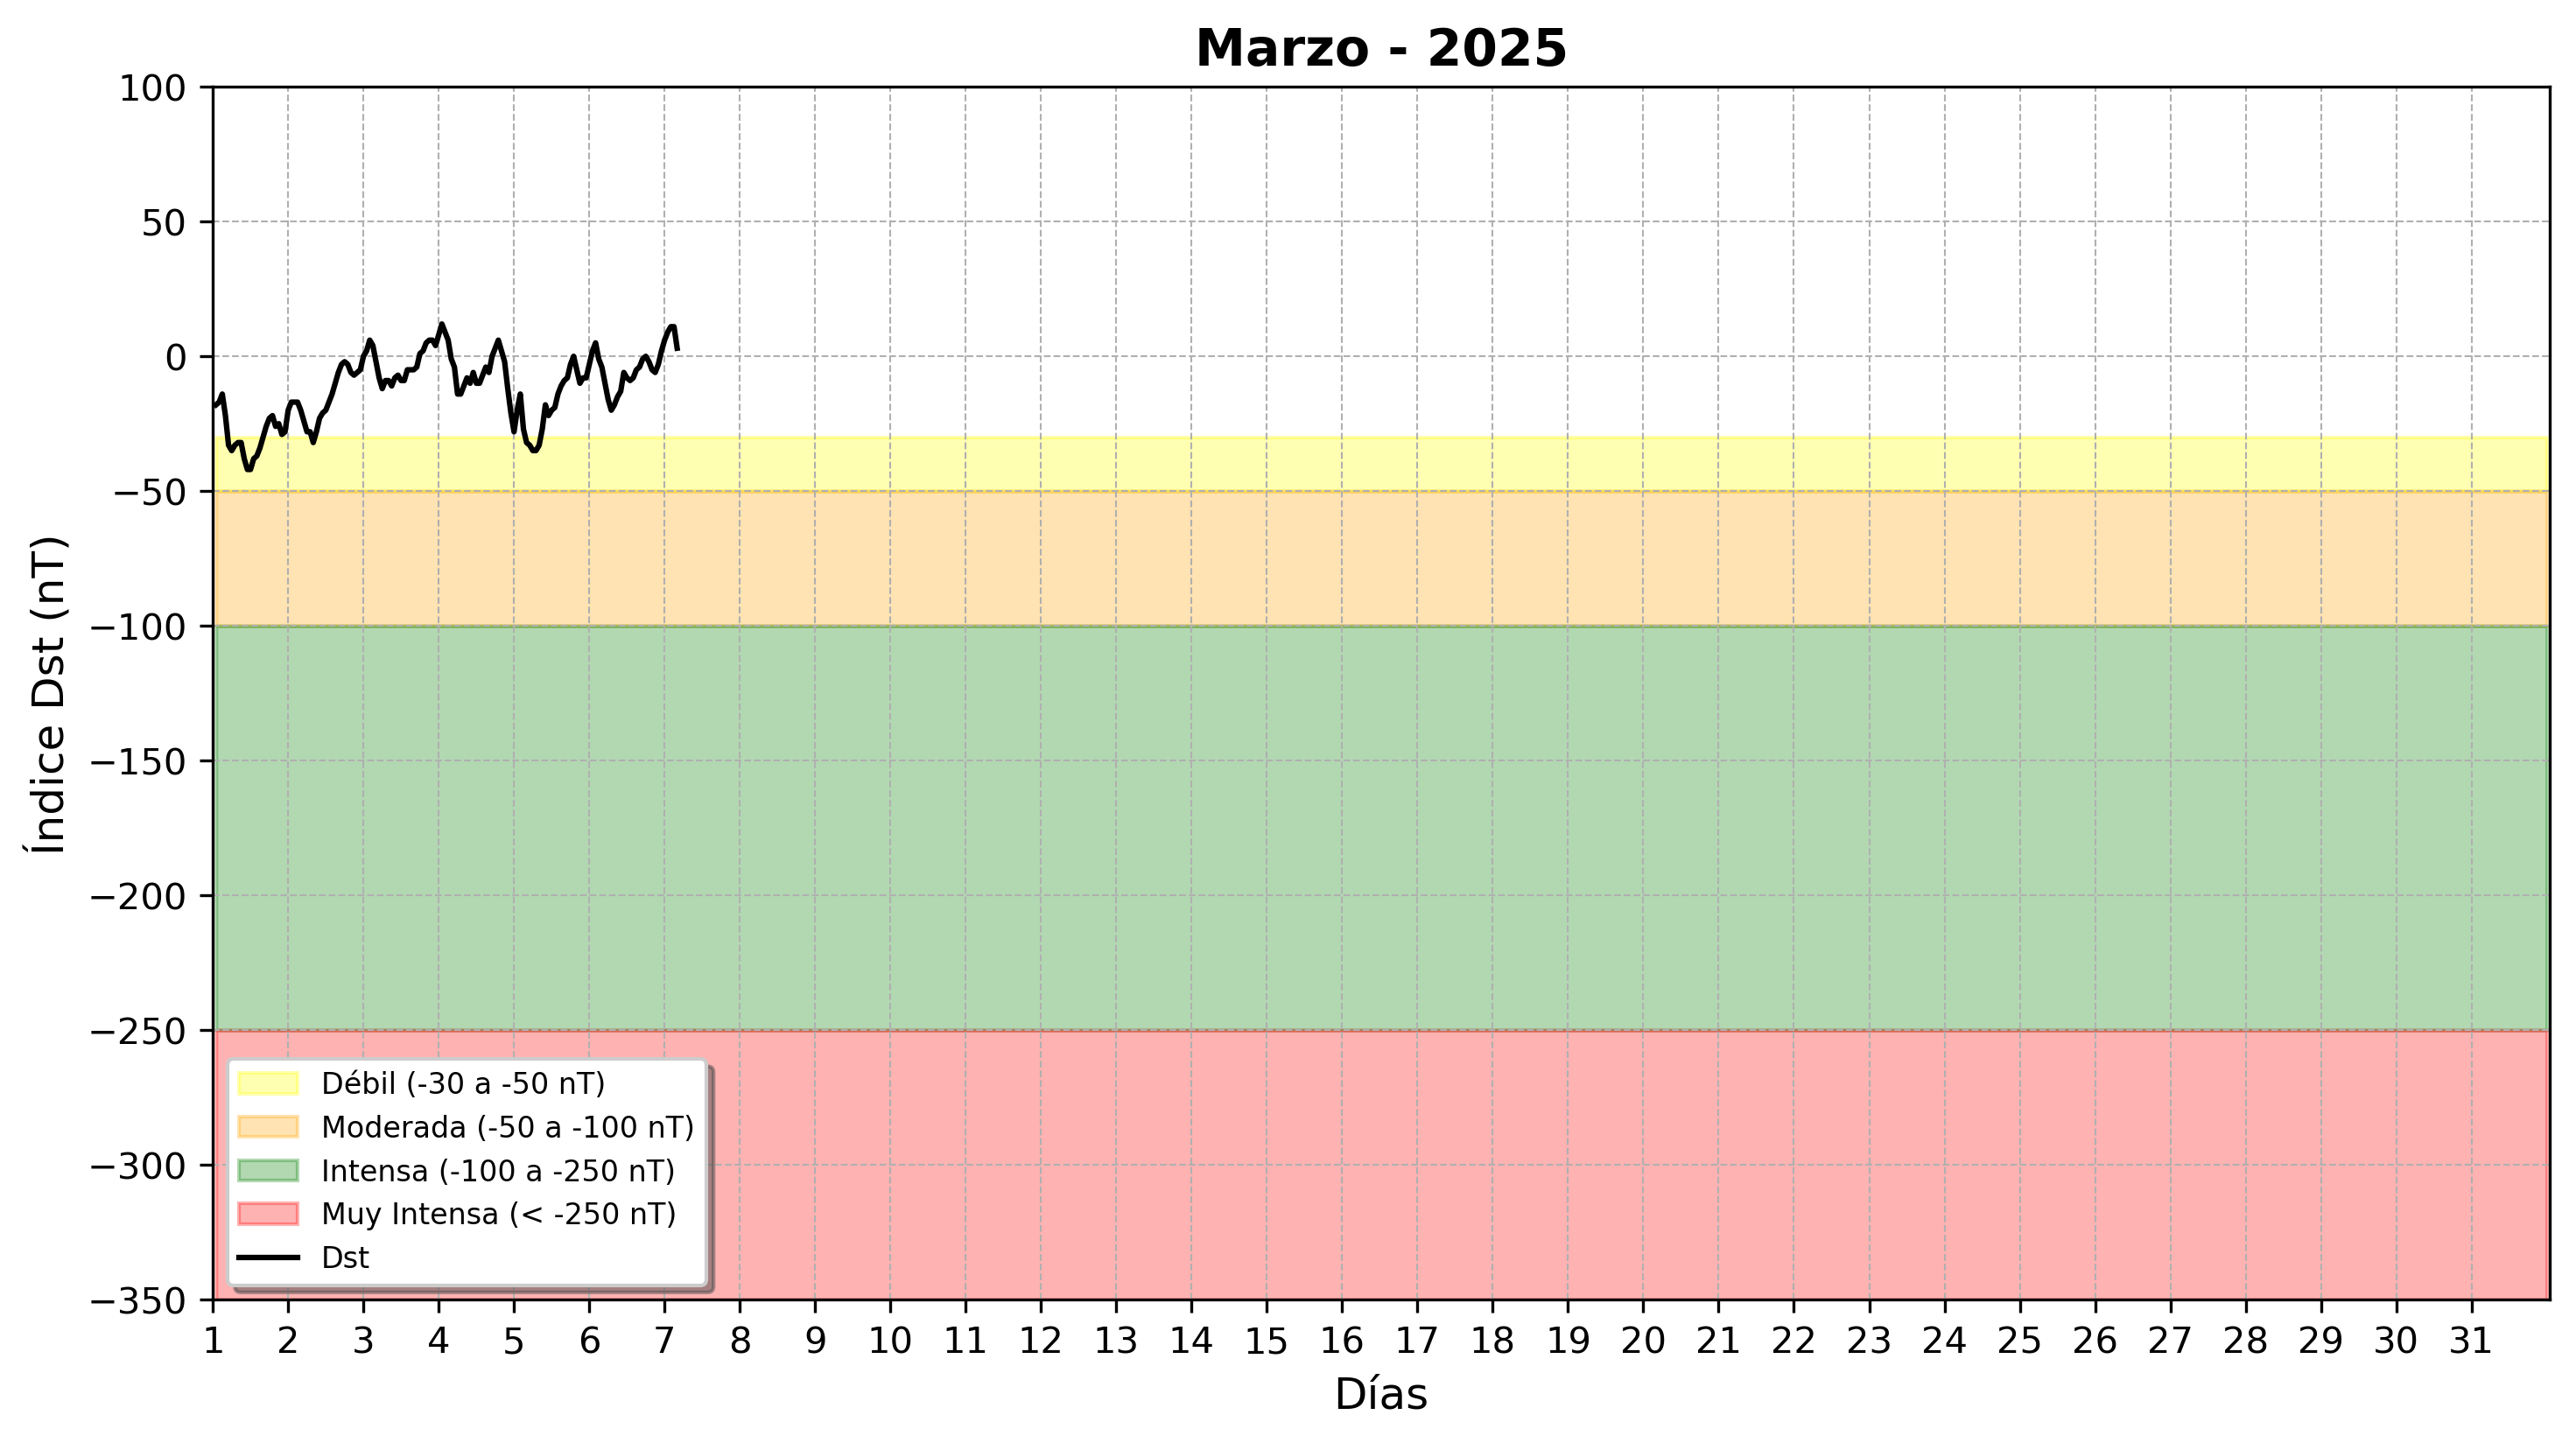 Marzo - 2025
100
50
0
−50
−100
−150
−200
−250
−300
−350
Índice Dst (nT)
Débil (-30 a -50 nT)
Moderada (-50 a -100 nT)
Intensa (-100 a -250 nT)
Muy Intensa (< -250 nT)
Dst
1 2 3 4 5 6 7 8 9 10 11 12 13 14 15 16 17 18 19 20 21 22 23 24 25 26 27 28 29 30 31
Días